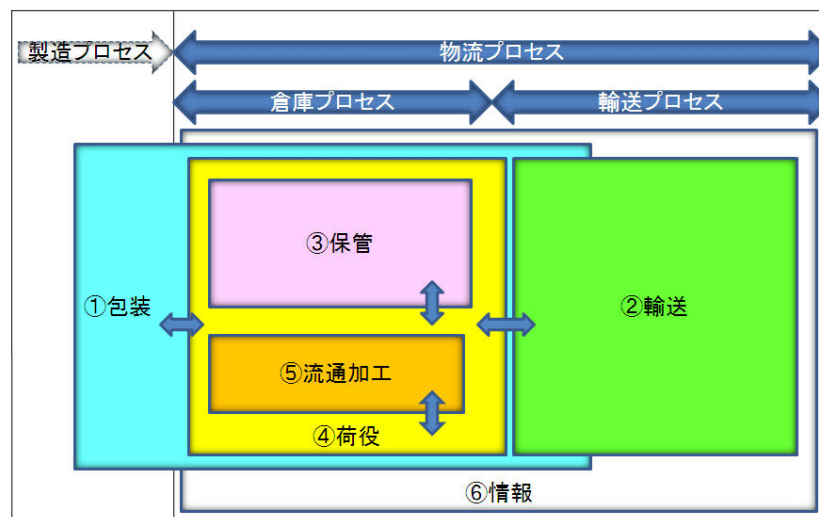 製造プロセス
物流プロセス
倉庫プロセス
輸送プロセス
③保管
①包装
②輸送
⑤流通加工
④荷役
⑥情報